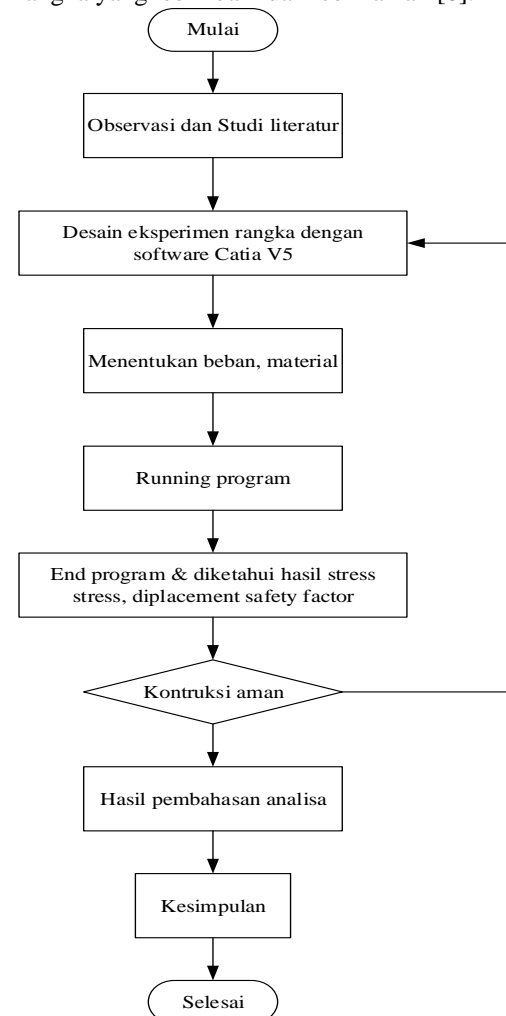 Mulai
Observasi dan Studi literatur
Desain eksperimen rangka dengan
software Catia V5
Menentukan beban, material
Running program
End program & diketahui hasil stress
stress, diplacement safety factor
Kontruksi aman
Hasil pembahasan analisa
Kesimpulan
Selesai